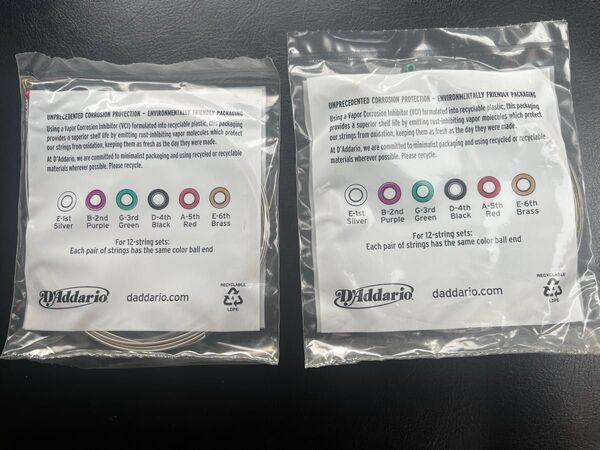 UNPRECEDENTED CORROSION PROTECTION – ENVIRONMENTALLY FRIENDLY PACKAGING
Using a Vapor Corrosion Inhibitor (VCI) formulated into recyclable plastic, this packaging
provides a superior shelf life by emitting rust-inhibiting vapor molecules which protect
our strings from oxidation, keeping them as fresh as the day they were made.
At D'Addario, we are committed to minimalist packaging and using recycled or recyclable
materials wherever possible. Please recycle.
E-1st B-2nd G-3rd D-4th A-5th E-6th
Silver Purple Green Black Red Brass
For 12-string sets:
Each pair of strings has the same color ball end
D'Addario
daddario.com
RECYCLABLE
LDPE
UNPRECEDENTED CORROSION PROTECTION – ENVIRONMENTALLY FRIENDLY PACKAGING
Using a Vapor Corrosion Inhibitor (VCI) formulated into recyclable plastic, this packaging
provides a superior shelf life by emitting rust-inhibiting vapor molecules which protect
our strings from oxidation, keeping them as fresh as the day they were made.
At D'Addario, we are committed to minimalist packaging and using recycled or recyclable
materials wherever possible. Please recycle.
E-1st B-2nd G-3rd D-4th A-5th E-6th
Silver Purple Green Black Red Brass
For 12-string sets:
Each pair of strings has the same color ball end
D'Addario
daddario.com
RECYCLABLE
LDPE